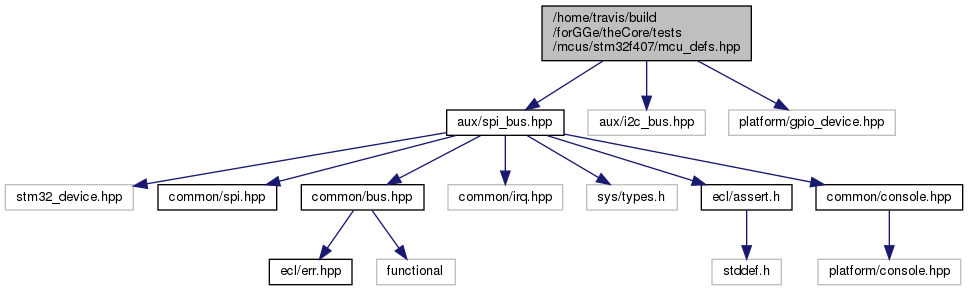 /home/travis/build
/forGGe/theCore/tests
/mcus/stm32f407/mcu_defs.hpp
aux/spi_bus.hpp
aux/i2c_bus.hpp
platform/gpio_device.hpp
stm32_device.hpp
common/spi.hpp
common/bus.hpp
common/irq.hpp
sys/types.h
ecl/assert.h
common/console.hpp
ecl/err.hpp
functional
stddef.h
platform/console.hpp